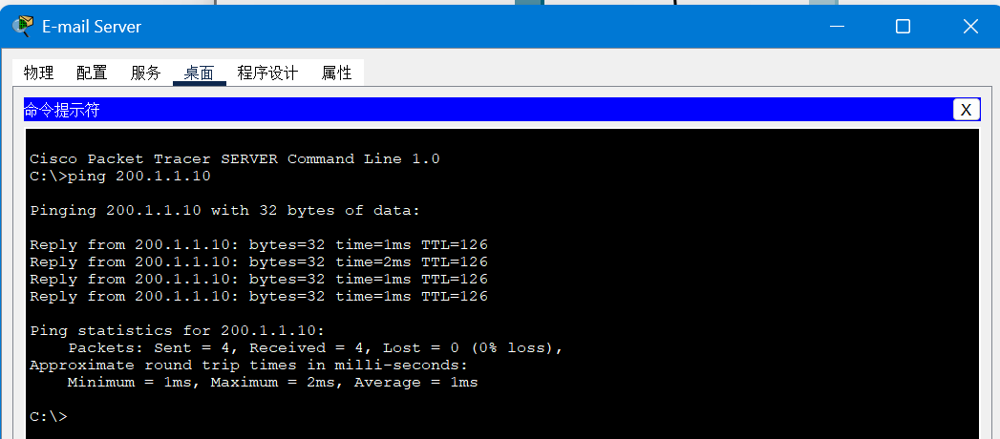 E-mail Server
物理 配置 服务 桌面 程序设计 属性
命令提示符 X
Cisco Packet Tracer SERVER Command Line 1.0
C:\>ping 200.1.1.10
Pinging 200.1.1.10 with 32 bytes of data:
Reply from 200.1.1.10: bytes=32 time=1ms TTL=126
Reply from 200.1.1.10: bytes=32 time=2ms TTL=126
Reply from 200.1.1.10: bytes=32 time=1ms TTL=126
Reply from 200.1.1.10: bytes=32 time=1ms TTL=126
Ping statistics for 200.1.1.10:
    Packets: Sent = 4, Received = 4, Lost = 0 (0% loss),
Approximate round trip times in milli-seconds:
    Minimum = 1ms, Maximum = 2ms, Average = 1ms
C:\>